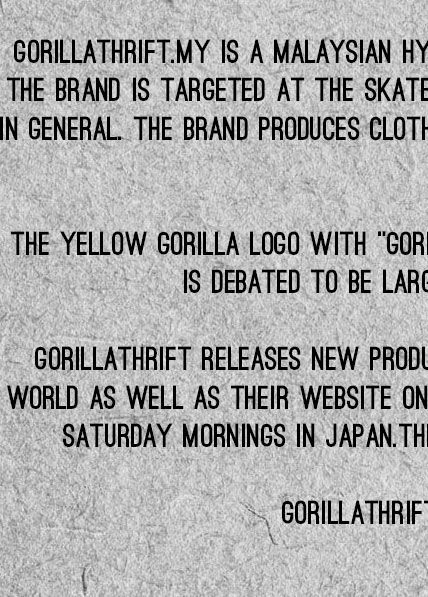 GORILLATHRIFT.MY IS A MALAYSIAN HY
THE BRAND IS TARGETED AT THE SKATE
IN GENERAL. THE BRAND PRODUCES CLOTH
THE YELLOW GORILLA LOGO WITH "GORI
IS DEBATED TO BE LARG
GORILLATHRIFT RELEASES NEW PRODU
WORLD AS WELL AS THEIR WEBSITE ON
SATURDAY MORNINGS IN JAPAN.THE
GORILLATHRIFT